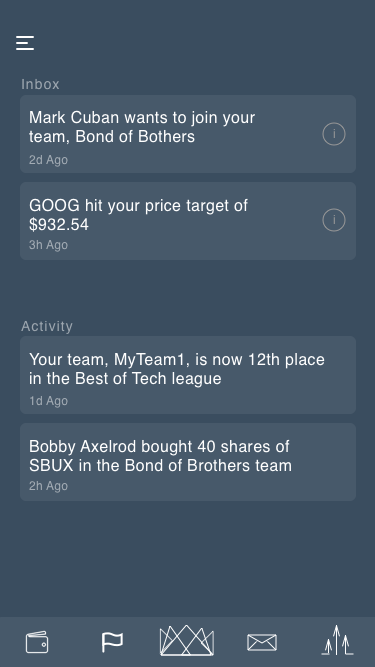 Inbox
Mark Cuban wants to join your
team, Bond of Bothers
2d Ago
i
GOOG hit your price target of
$932.54
3h Ago
i
Activity
Your team, MyTeam1, is now 12th place
in the Best of Tech league
1d Ago
Bobby Axelrod bought 40 shares of
SBUX in the Bond of Brothers team
2h Ago